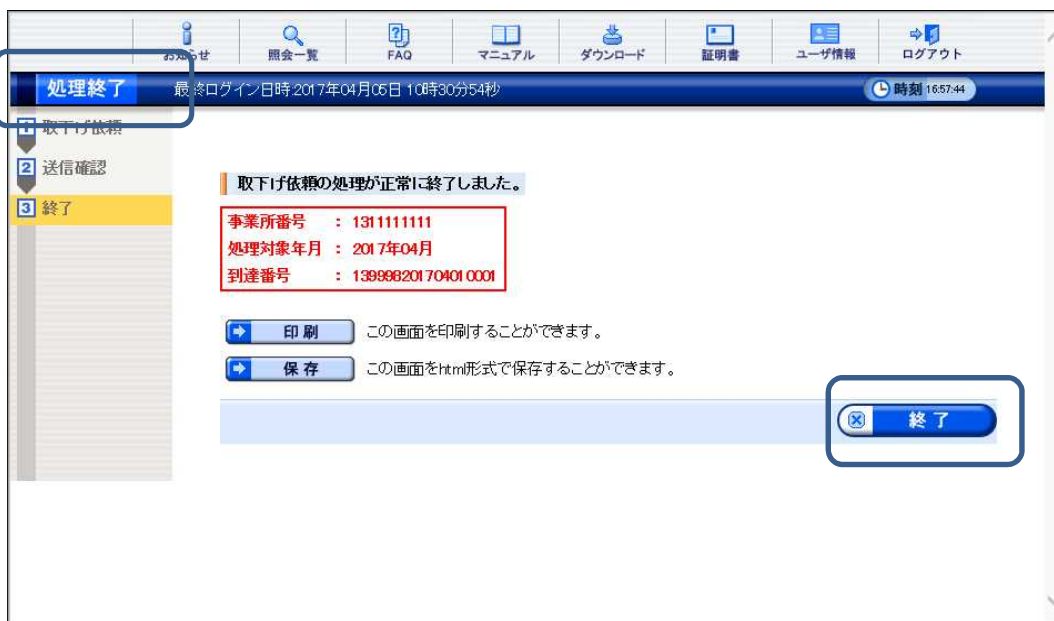 お知らせ 照会一覧 FAQ マニュアル ダウンロード 証明書 ユーザ情報 ログアウト
処理終了 最終ログイン日時:2017年04月05日 10時30分54秒 時刻 16:57:44
1 取下げ依頼
2 送信確認
3 終了
取下げ依頼の処理が正常に終了しました。
事業所番号 : 1311111111
処理対象年月 : 2017年04月
到達番号 : 139998201704010001
印刷 この画面を印刷することができます。
保存 この画面をhtml形式で保存することができます。
終了